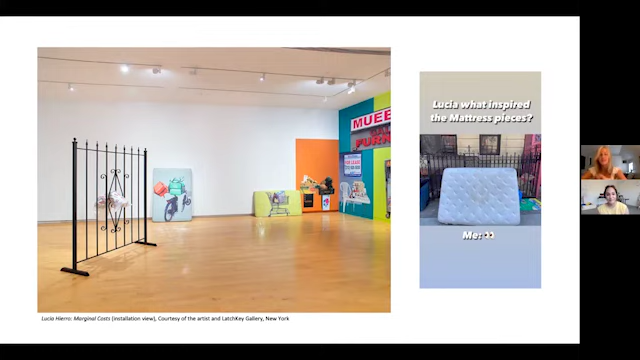 MUEB
FURN
FOR LEASE
Lucia what inspired
the Mattress pieces?
Me: 👀
Lucia Hierro: Marginal Costs (installation view), Courtesy of the artist and LatchKey Gallery, New York